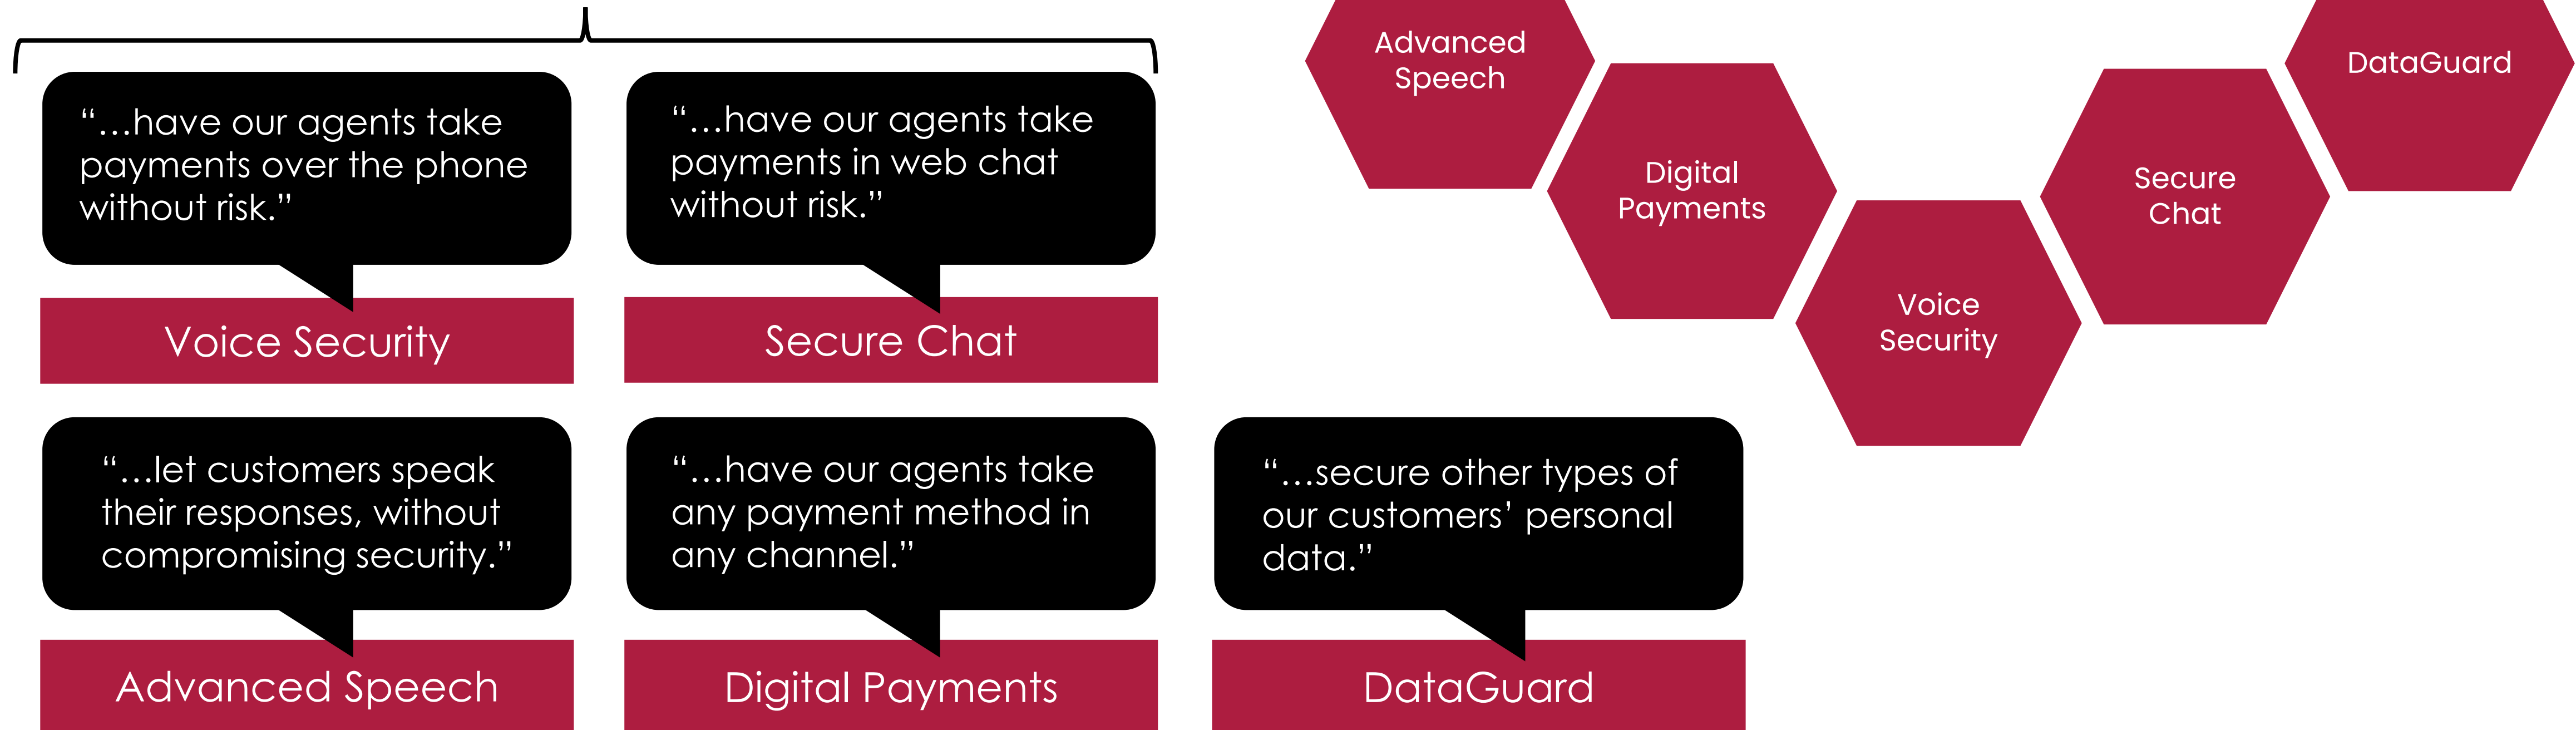 “...have our agents take
payments over the phone
without risk.”
Voice Security
“...have our agents take
payments in web chat
without risk.”
Secure Chat
“...let customers speak
their responses, without
compromising security.”
Advanced Speech
“...have our agents take
any payment method in
any channel.”
Digital Payments
“...secure other types of
our customers’ personal
data.”
DataGuard
Advanced
Speech
Digital
Payments
Voice
Security
Secure
Chat
DataGuard